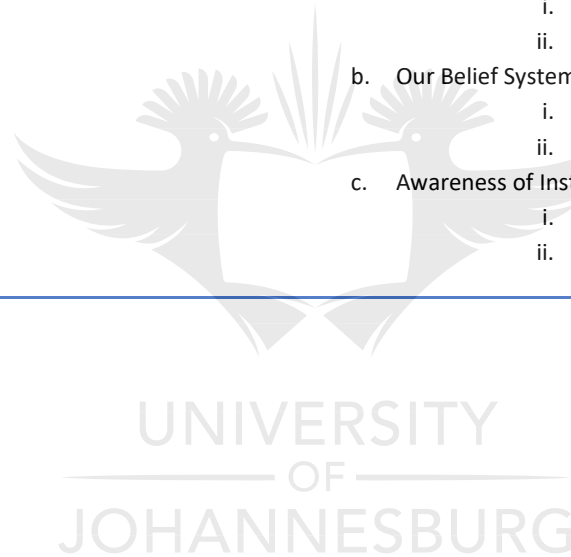 i.
ii.
b. Our Belief System
i.
ii.
c. Awareness of Inst
i.
ii.
UNIVERSITY
OF
JOHANNESBURG